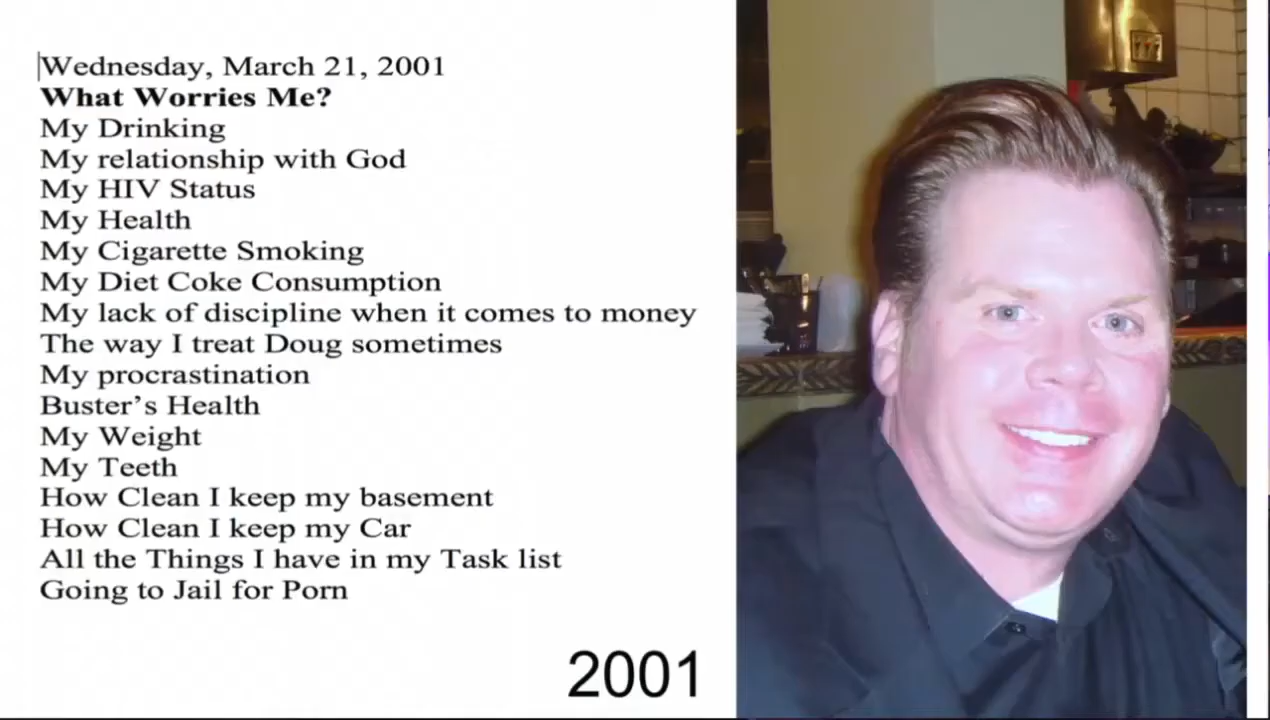 Wednesday, March 21, 2001
What Worries Me?
My Drinking
My relationship with God
My HIV Status
My Health
My Cigarette Smoking
My Diet Coke Consumption
My lack of discipline when it comes to money
The way I treat Doug sometimes
My procrastination
Buster’s Health
My Weight
My Teeth
How Clean I keep my basement
How Clean I keep my Car
All the Things I have in my Task list
Going to Jail for Porn
2001